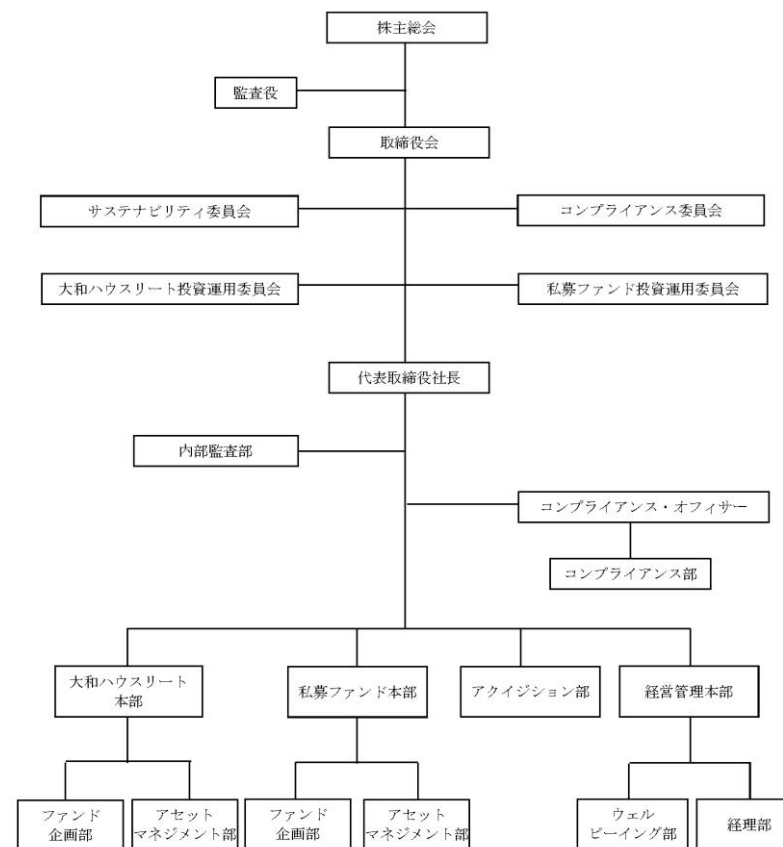 株主総会
監査役
取締役会
サステナビリティ委員会
コンプライアンス委員会
大和ハウスリート投資運用委員会
私募ファンド投資運用委員会
代表取締役社長
内部監査部
コンプライアンス・オフィサー
コンプライアンス部
大和ハウスリート
本部
私募ファンド本部
アクイジション部
経営管理本部
ファンド
企画部
アセット
マネジメント部
ファンド
企画部
アセット
マネジメント部
ウェル
ビーイング部
経理部